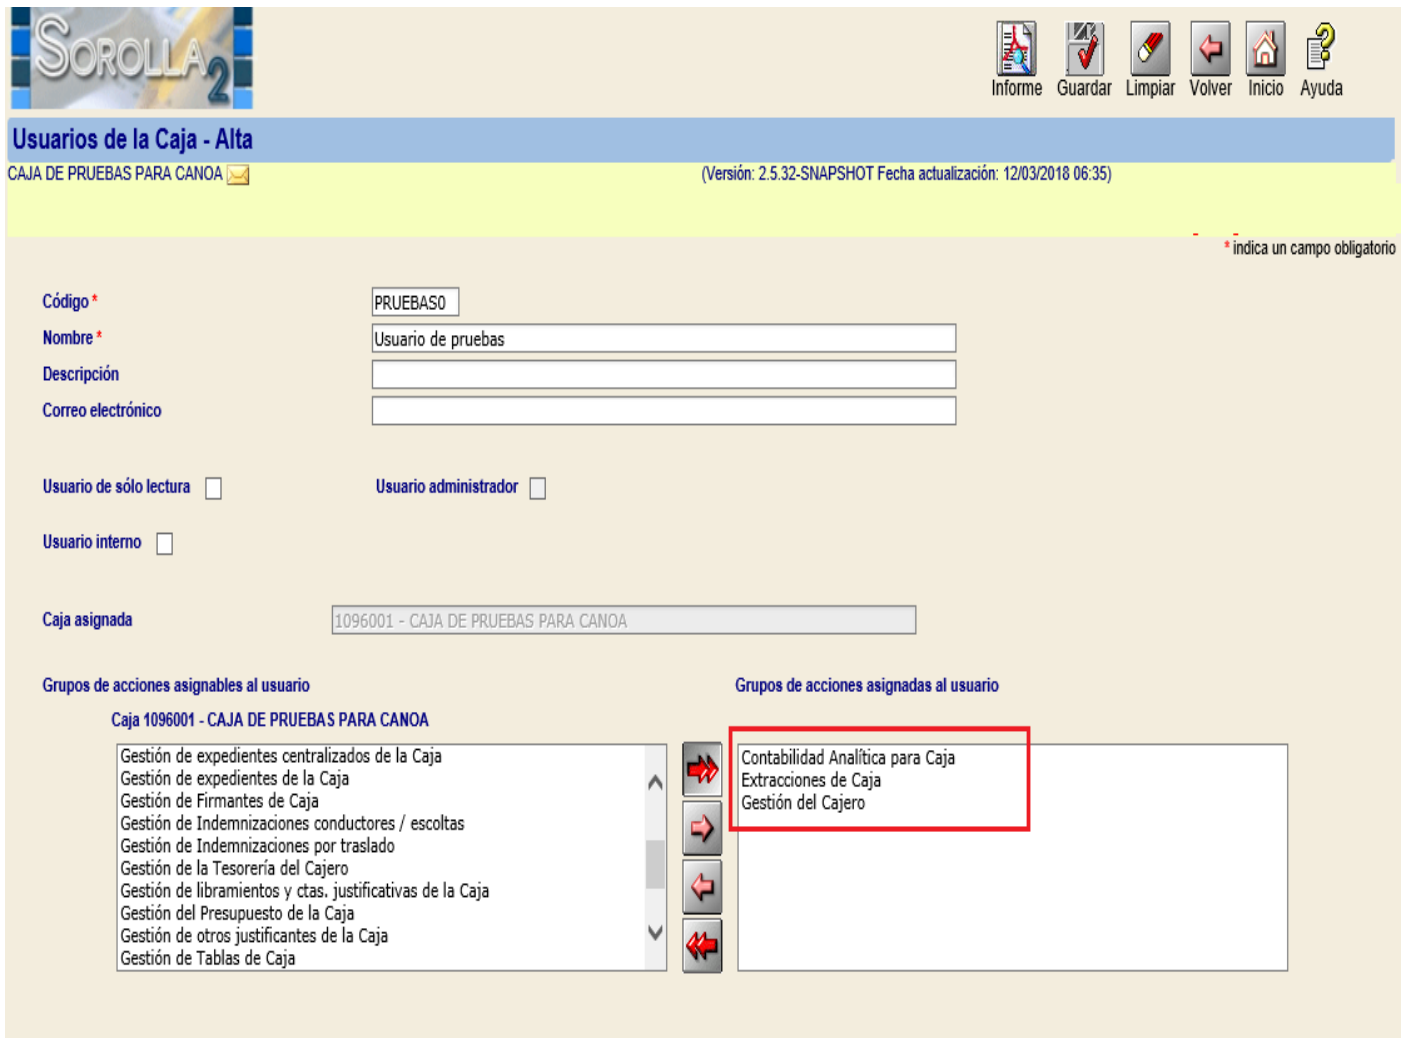 SOROLLA2
Informe Guardar Limpiar Volver Inicio Ayuda
Usuarios de la Caja - Alta
CAJA DE PRUEBAS PARA CANOA (Versión: 2.5.32-SNAPSHOT Fecha actualización: 12/03/2018 06:35)
* indica un campo obligatorio
Código * PRUEBAS0
Nombre * Usuario de pruebas
Descripción
Correo electrónico
Usuario de sólo lectura Usuario administrador
Usuario interno
Caja asignada 1096001 - CAJA DE PRUEBAS PARA CANOA
Grupos de acciones asignables al usuario Grupos de acciones asignadas al usuario
Caja 1096001 - CAJA DE PRUEBAS PARA CANOA
Gestión de expedientes centralizados de la Caja
Gestión de expedientes de la Caja
Gestión de Firmantes de Caja
Gestión de Indemnizaciones conductores / escoltas
Gestión de Indemnizaciones por traslado
Gestión de la Tesorería del Cajero
Gestión de libramientos y ctas. justificativas de la Caja
Gestión del Presupuesto de la Caja
Gestión de otros justificantes de la Caja
Gestión de Tablas de Caja
Contabilidad Analítica para Caja
Extracciones de Caja
Gestión del Cajero